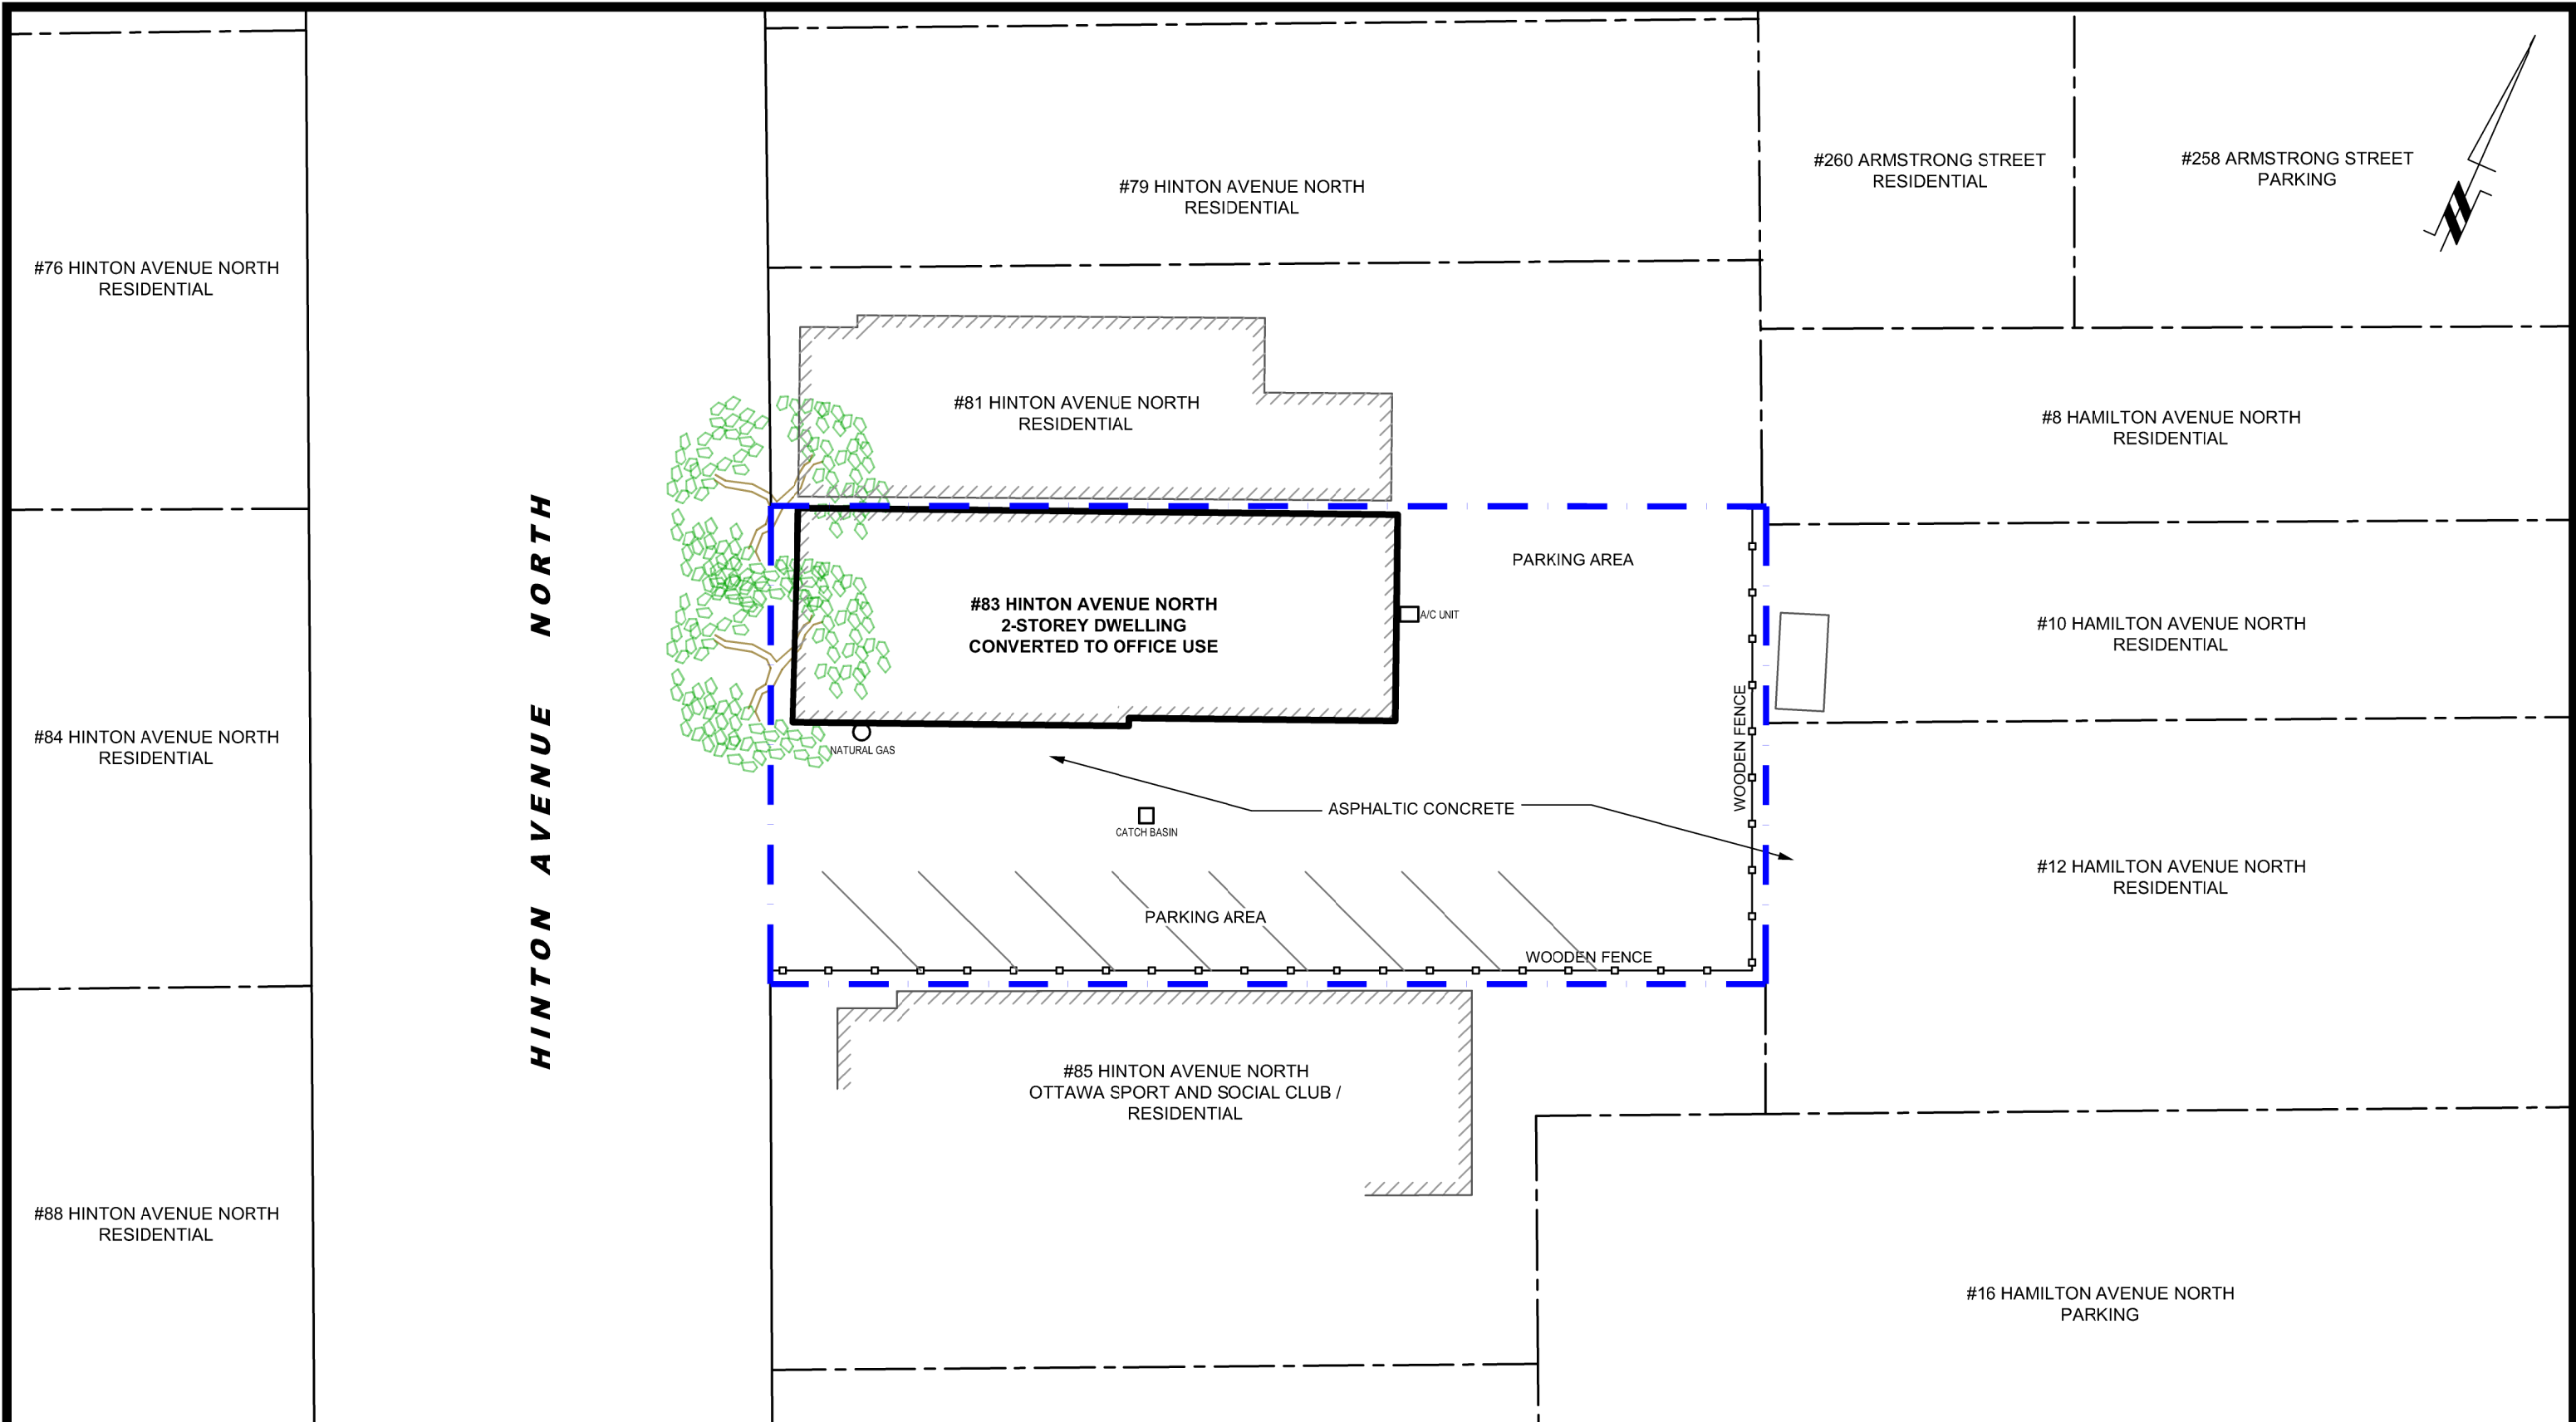 #79 HINTON AVENUE NORTH
RESIDENTIAL
#260 ARMSTRONG STREET
RESIDENTIAL
#258 ARMSTRONG STREET
PARKING
#76 HINTON AVENUE NORTH
RESIDENTIAL
#81 HINTON AVENUE NORTH
RESIDENTIAL
#8 HAMILTON AVENUE NORTH
RESIDENTIAL
HINTON AVENUE NORTH
PARKING AREA
#83 HINTON AVENUE NORTH
2-STOREY DWELLING
CONVERTED TO OFFICE USE
A/C UNIT
#10 HAMILTON AVENUE NORTH
RESIDENTIAL
#84 HINTON AVENUE NORTH
RESIDENTIAL
NATURAL GAS
WOODEN FENCE
ASPHALTIC CONCRETE
CATCH BASIN
#12 HAMILTON AVENUE NORTH
RESIDENTIAL
PARKING AREA
WOODEN FENCE
#85 HINTON AVENUE NORTH
OTTAWA SPORT AND SOCIAL CLUB /
RESIDENTIAL
#88 HINTON AVENUE NORTH
RESIDENTIAL
#16 HAMILTON AVENUE NORTH
PARKING